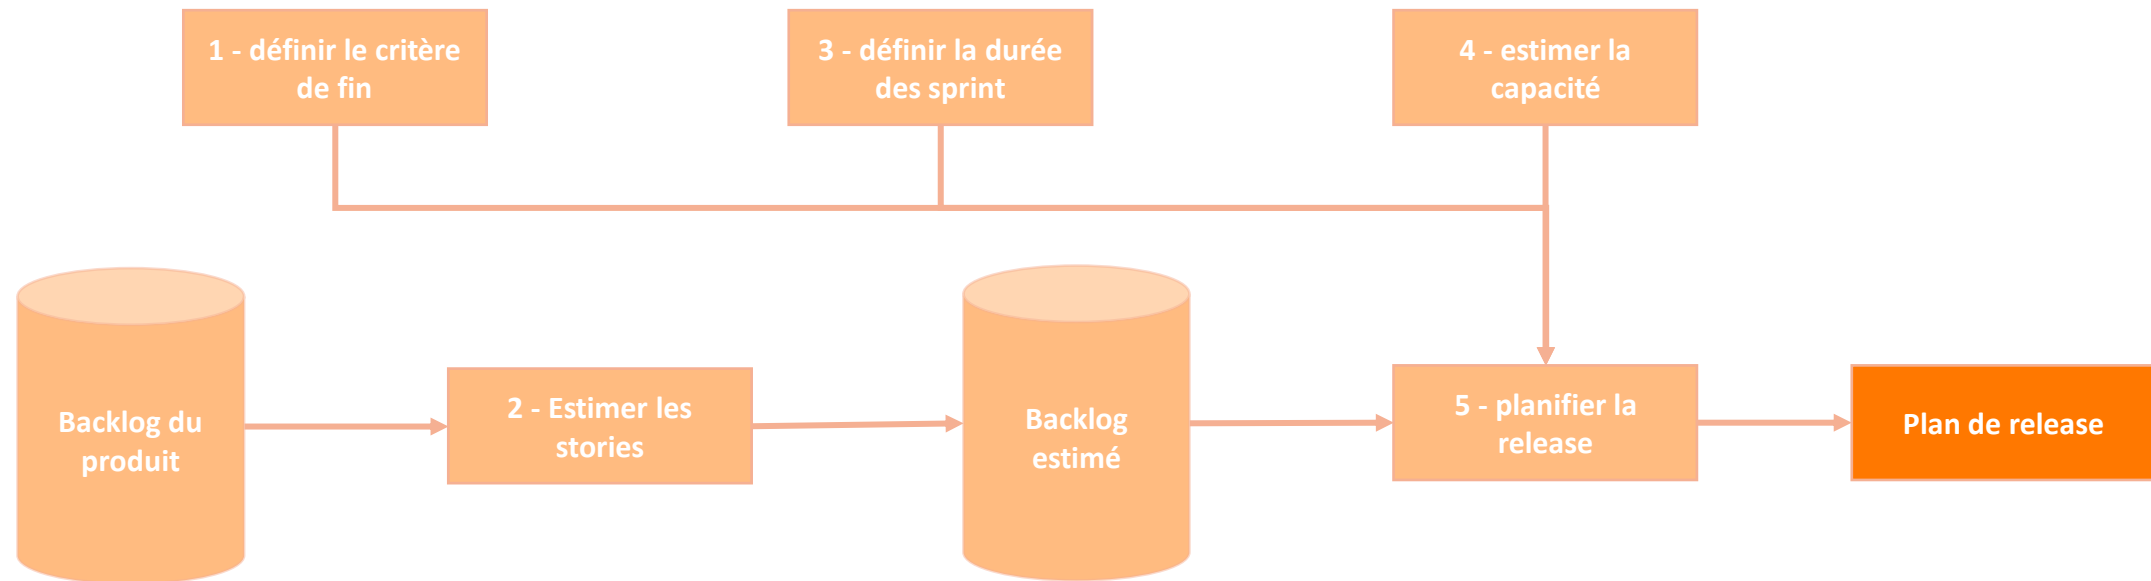 1 - définir le critère
de fin
3 - définir la durée
des sprint
4 - estimer la
capacité
Backlog du
produit
2 - Estimer les
stories
Backlog
estimé
5 - planifier la
release
Plan de release